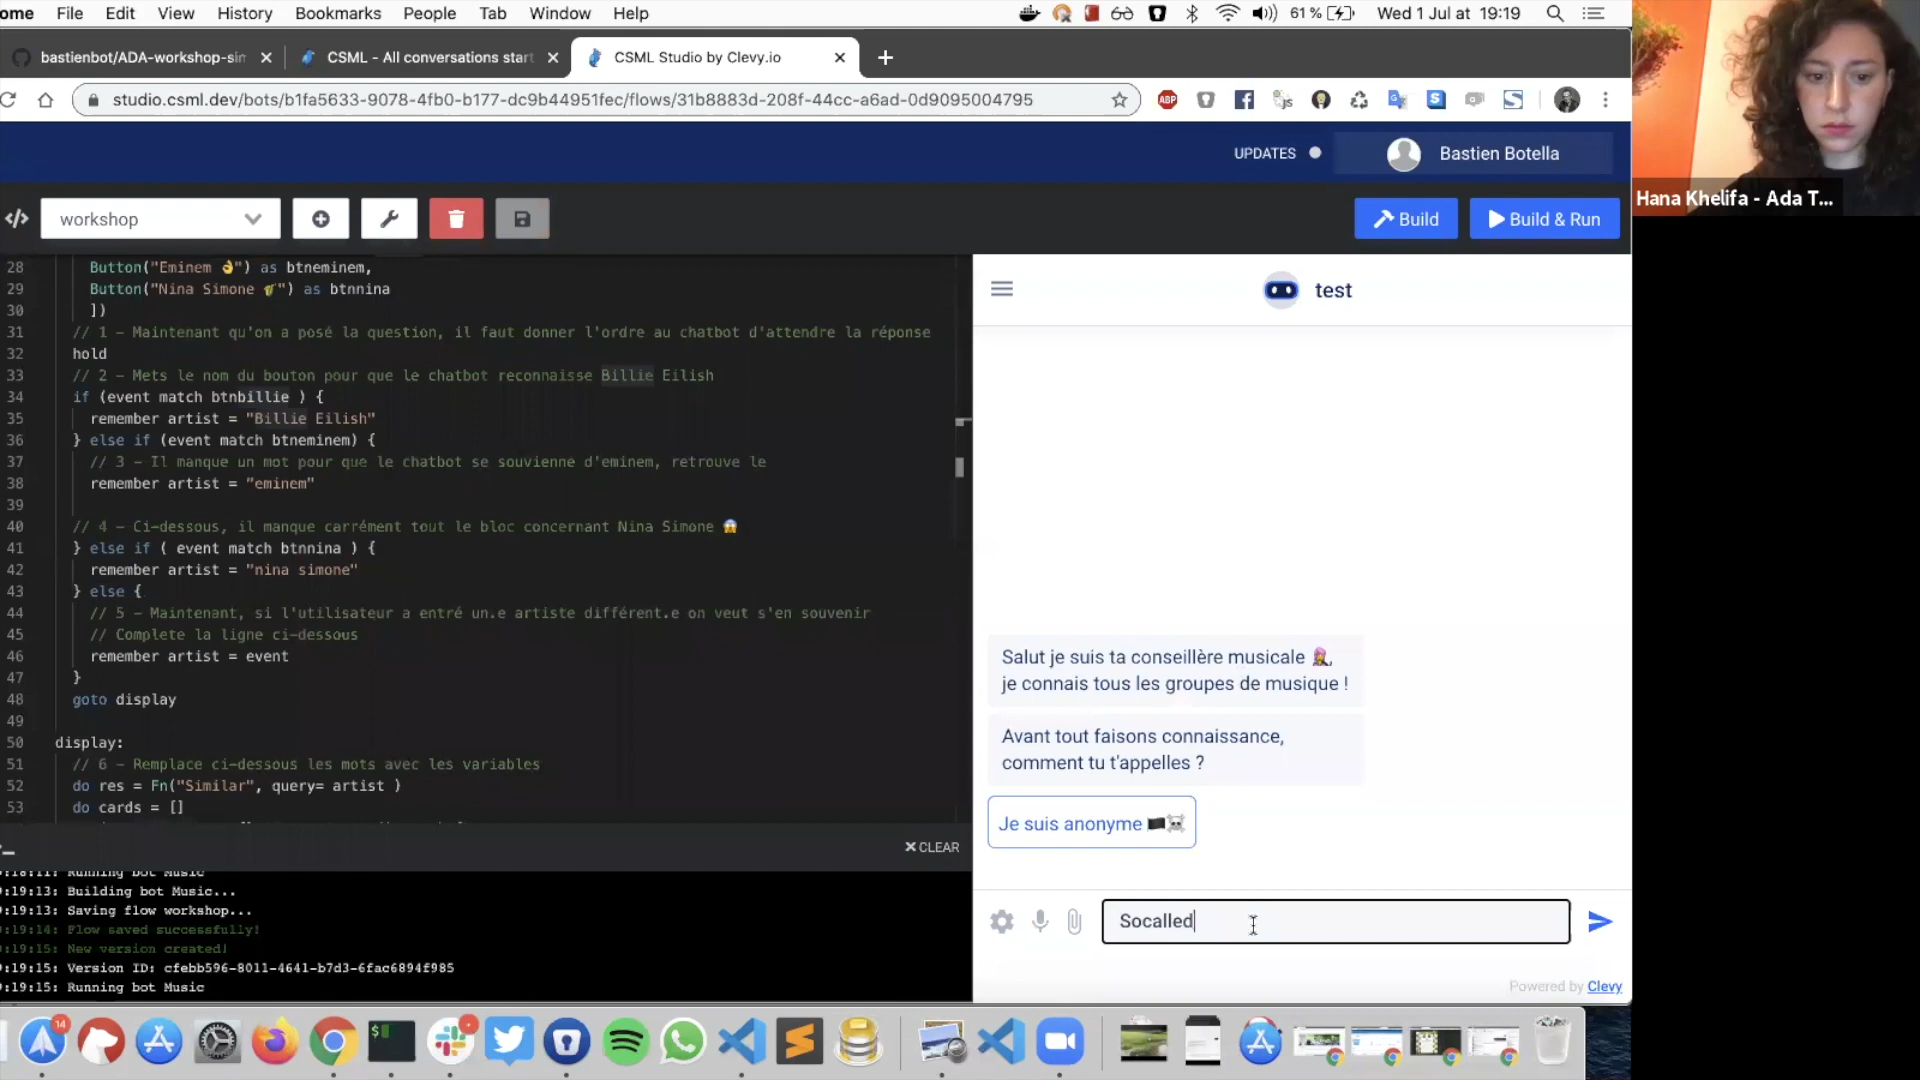 ome File Edit View History Bookmarks People Tab Window Help 61 % Wed 1 Jul at 19:19
bastienbot/ADA-workshop-sim CSML - All conversations start CSML Studio by Clevy.io
studio.csml.dev/bots/b1fa5633-9078-4fb0-b177-dc9b44951fec/flows/31b8883d-208f-44cc-a6ad-0d9095004795
UPDATES Bastien Botella
Hana Khelifa - Ada T...
workshop Build Build & Run
28 Button("Eminem 👌") as btneminem,
29 Button("Nina Simone 🎷") as btnnina
30 ])
31 // 1 - Maintenant qu'on a posé la question, il faut donner l'ordre au chatbot d'attendre la réponse
32 hold
33 // 2 - Mets le nom du bouton pour que le chatbot reconnaisse Billie Eilish
34 if (event match btnbillie ) {
35 remember artist = "Billie Eilish"
36 } else if (event match btneminem) {
37 // 3 - Il manque un mot pour que le chatbot se souvienne d'eminem, retrouve le
38 remember artist = "eminem"
39
40 // 4 - Ci-dessous, il manque carrément tout le bloc concernant Nina Simone 😱
41 } else if ( event match btnnina ) {
42 remember artist = "nina simone"
43 } else {
44 // 5 - Maintenant, si l'utilisateur a entré un.e artiste différent.e on veut s'en souvenir
45 // Complete la ligne ci-dessous
46 remember artist = event
47 }
48 goto display
49
50 display:
51 // 6 - Remplace ci-dessous les mots avec les variables
52 do res = Fn("Similar", query= artist )
53 do cards = []
CLEAR
:19:13: Building bot Music...
:19:13: Saving flow workshop...
:19:14: Flow saved successfully!
:19:15: New version created!
:19:15: Version ID: cfebb596-8011-4641-b7d3-6fac6894f985
:19:15: Running bot Music
test
Salut je suis ta conseillère musicale 👩‍🎤,
je connais tous les groupes de musique !
Avant tout faisons connaissance,
comment tu t'appelles ?
Je suis anonyme 🏴☠️
Socalled
Powered by Clevy
14